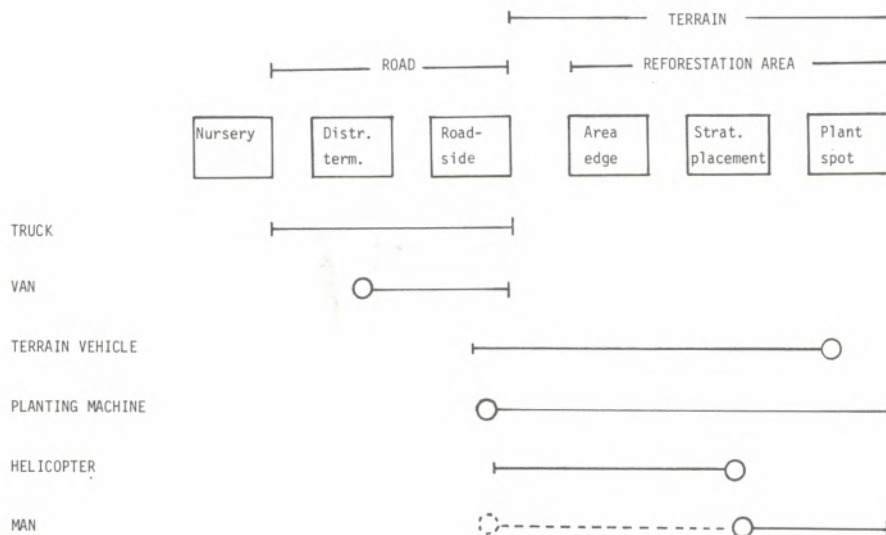 TERRAIN
ROAD
REFORESTATION AREA
Nursery
Distr.
term.
Road-
side
Area
edge
Strat.
placement
Plant
spot
TRUCK
VAN
TERRAIN VEHICLE
PLANTING MACHINE
HELICOPTER
MAN